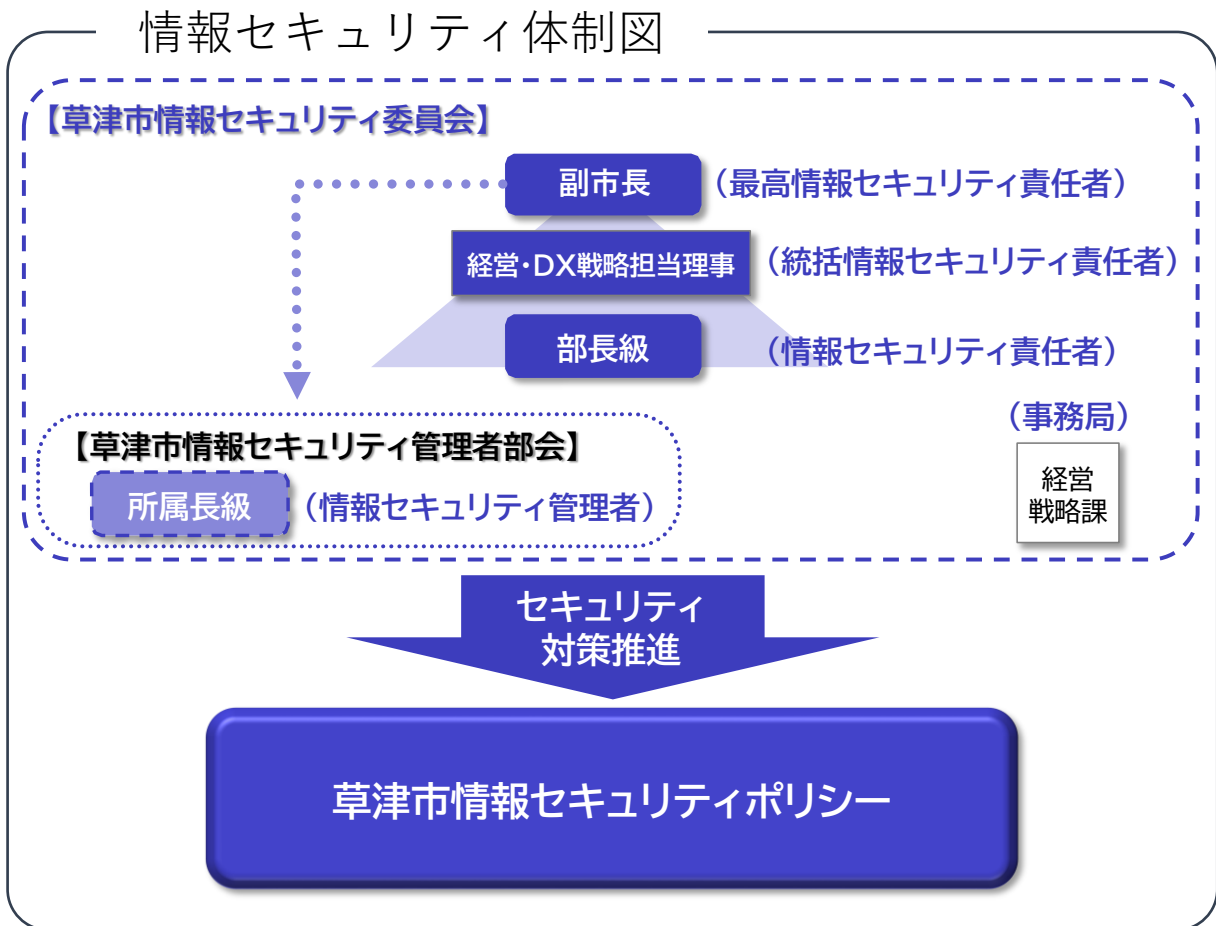 情報セキュリティ体制図
【草津市情報セキュリティ委員会】
副市長
（最高情報セキュリティ責任者）
経営・DX戦略担当理事
（統括情報セキュリティ責任者）
部長級
（情報セキュリティ責任者）
（事務局）
経営
戦略課
【草津市情報セキュリティ管理者部会】
所属長級
（情報セキュリティ管理者）
セキュリティ
対策推進
草津市情報セキュリティポリシー